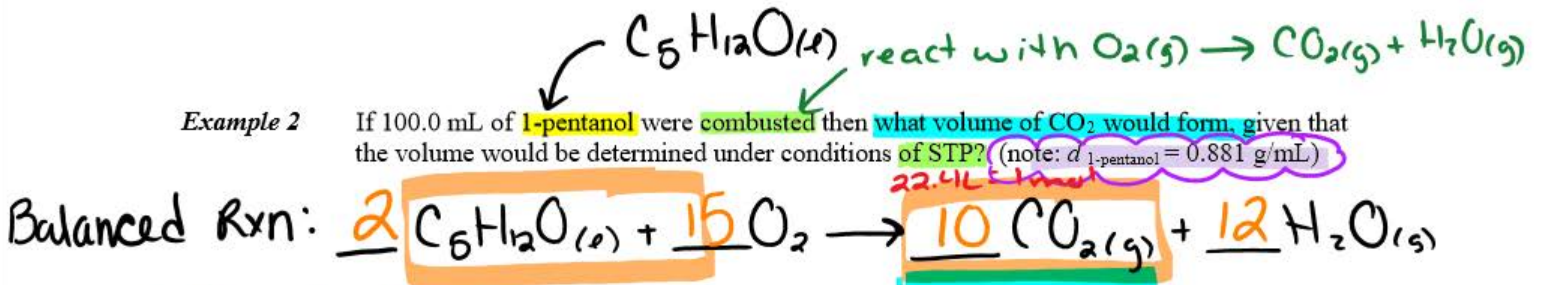 C₅H₁₂O(l) react with O₂(g) → CO₂(g) + H₂O(g)
Example 2 If 100.0 mL of 1-pentanol were combusted then what volume of CO₂ would form, given that
the volume would be determined under conditions of STP? (note: d 1-pentanol = 0.881 g/mL)
22.4L = 1mol
Balanced Rxn: 2 C₅H₁₂O(l) + 15 O₂ → 10 CO₂(g) + 12 H₂O(g)